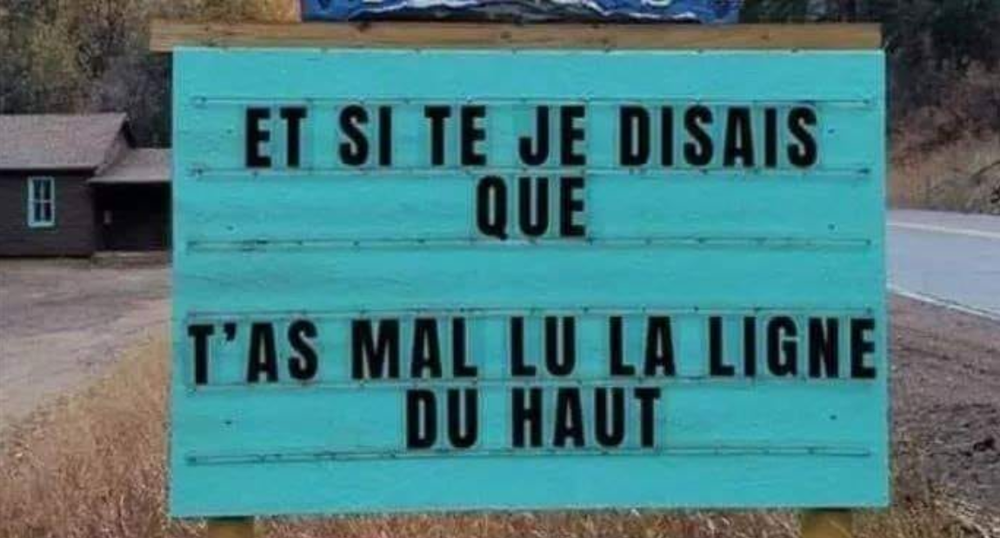 ET SI TE JE DISAIS
QUE
T'AS MAL LU LA LIGNE
DU HAUT